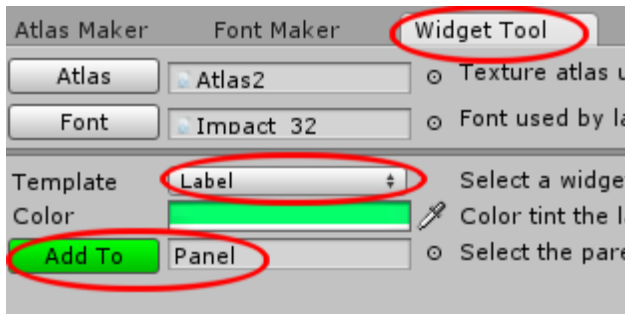 Atlas Maker Font Maker Widget Tool
Atlas Atlas2 Texture atlas u
Font Impact_32 Font used by la
Template Label Select a widge
Color Color tint the l
Add To Panel Select the pare